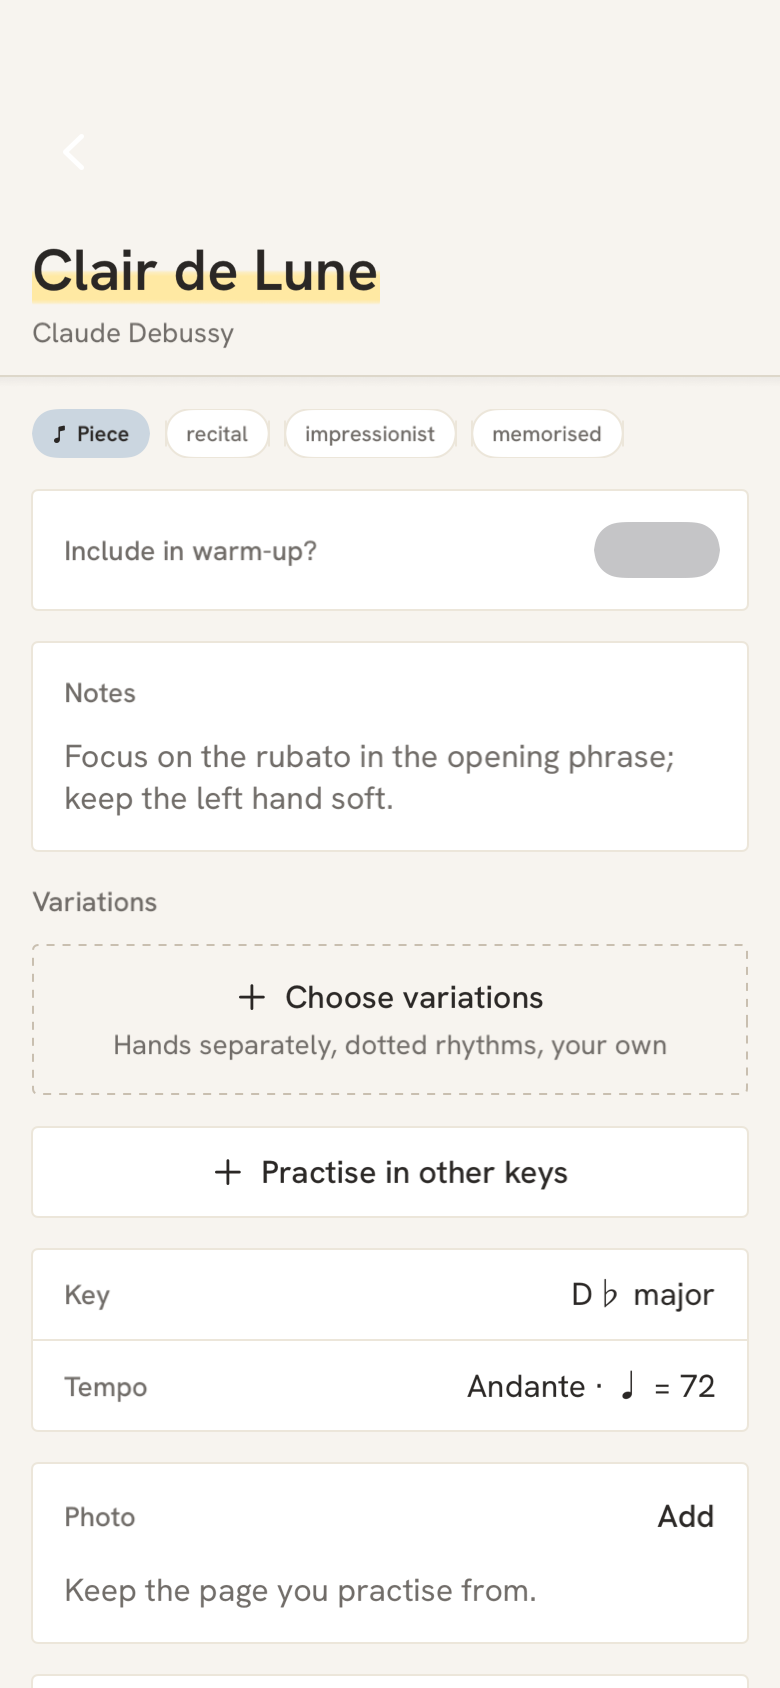 Clair de Lune
Claude Debussy
Piece
recital
impressionist
memorised
Include in warm-up?
Notes
Focus on the rubato in the opening phrase;
keep the left hand soft.
Variations
+ Choose variations
Hands separately, dotted rhythms, your own
+ Practise in other keys
Key
D♭ major
Tempo
Andante · ♩ = 72
Photo
Add
Keep the page you practise from.